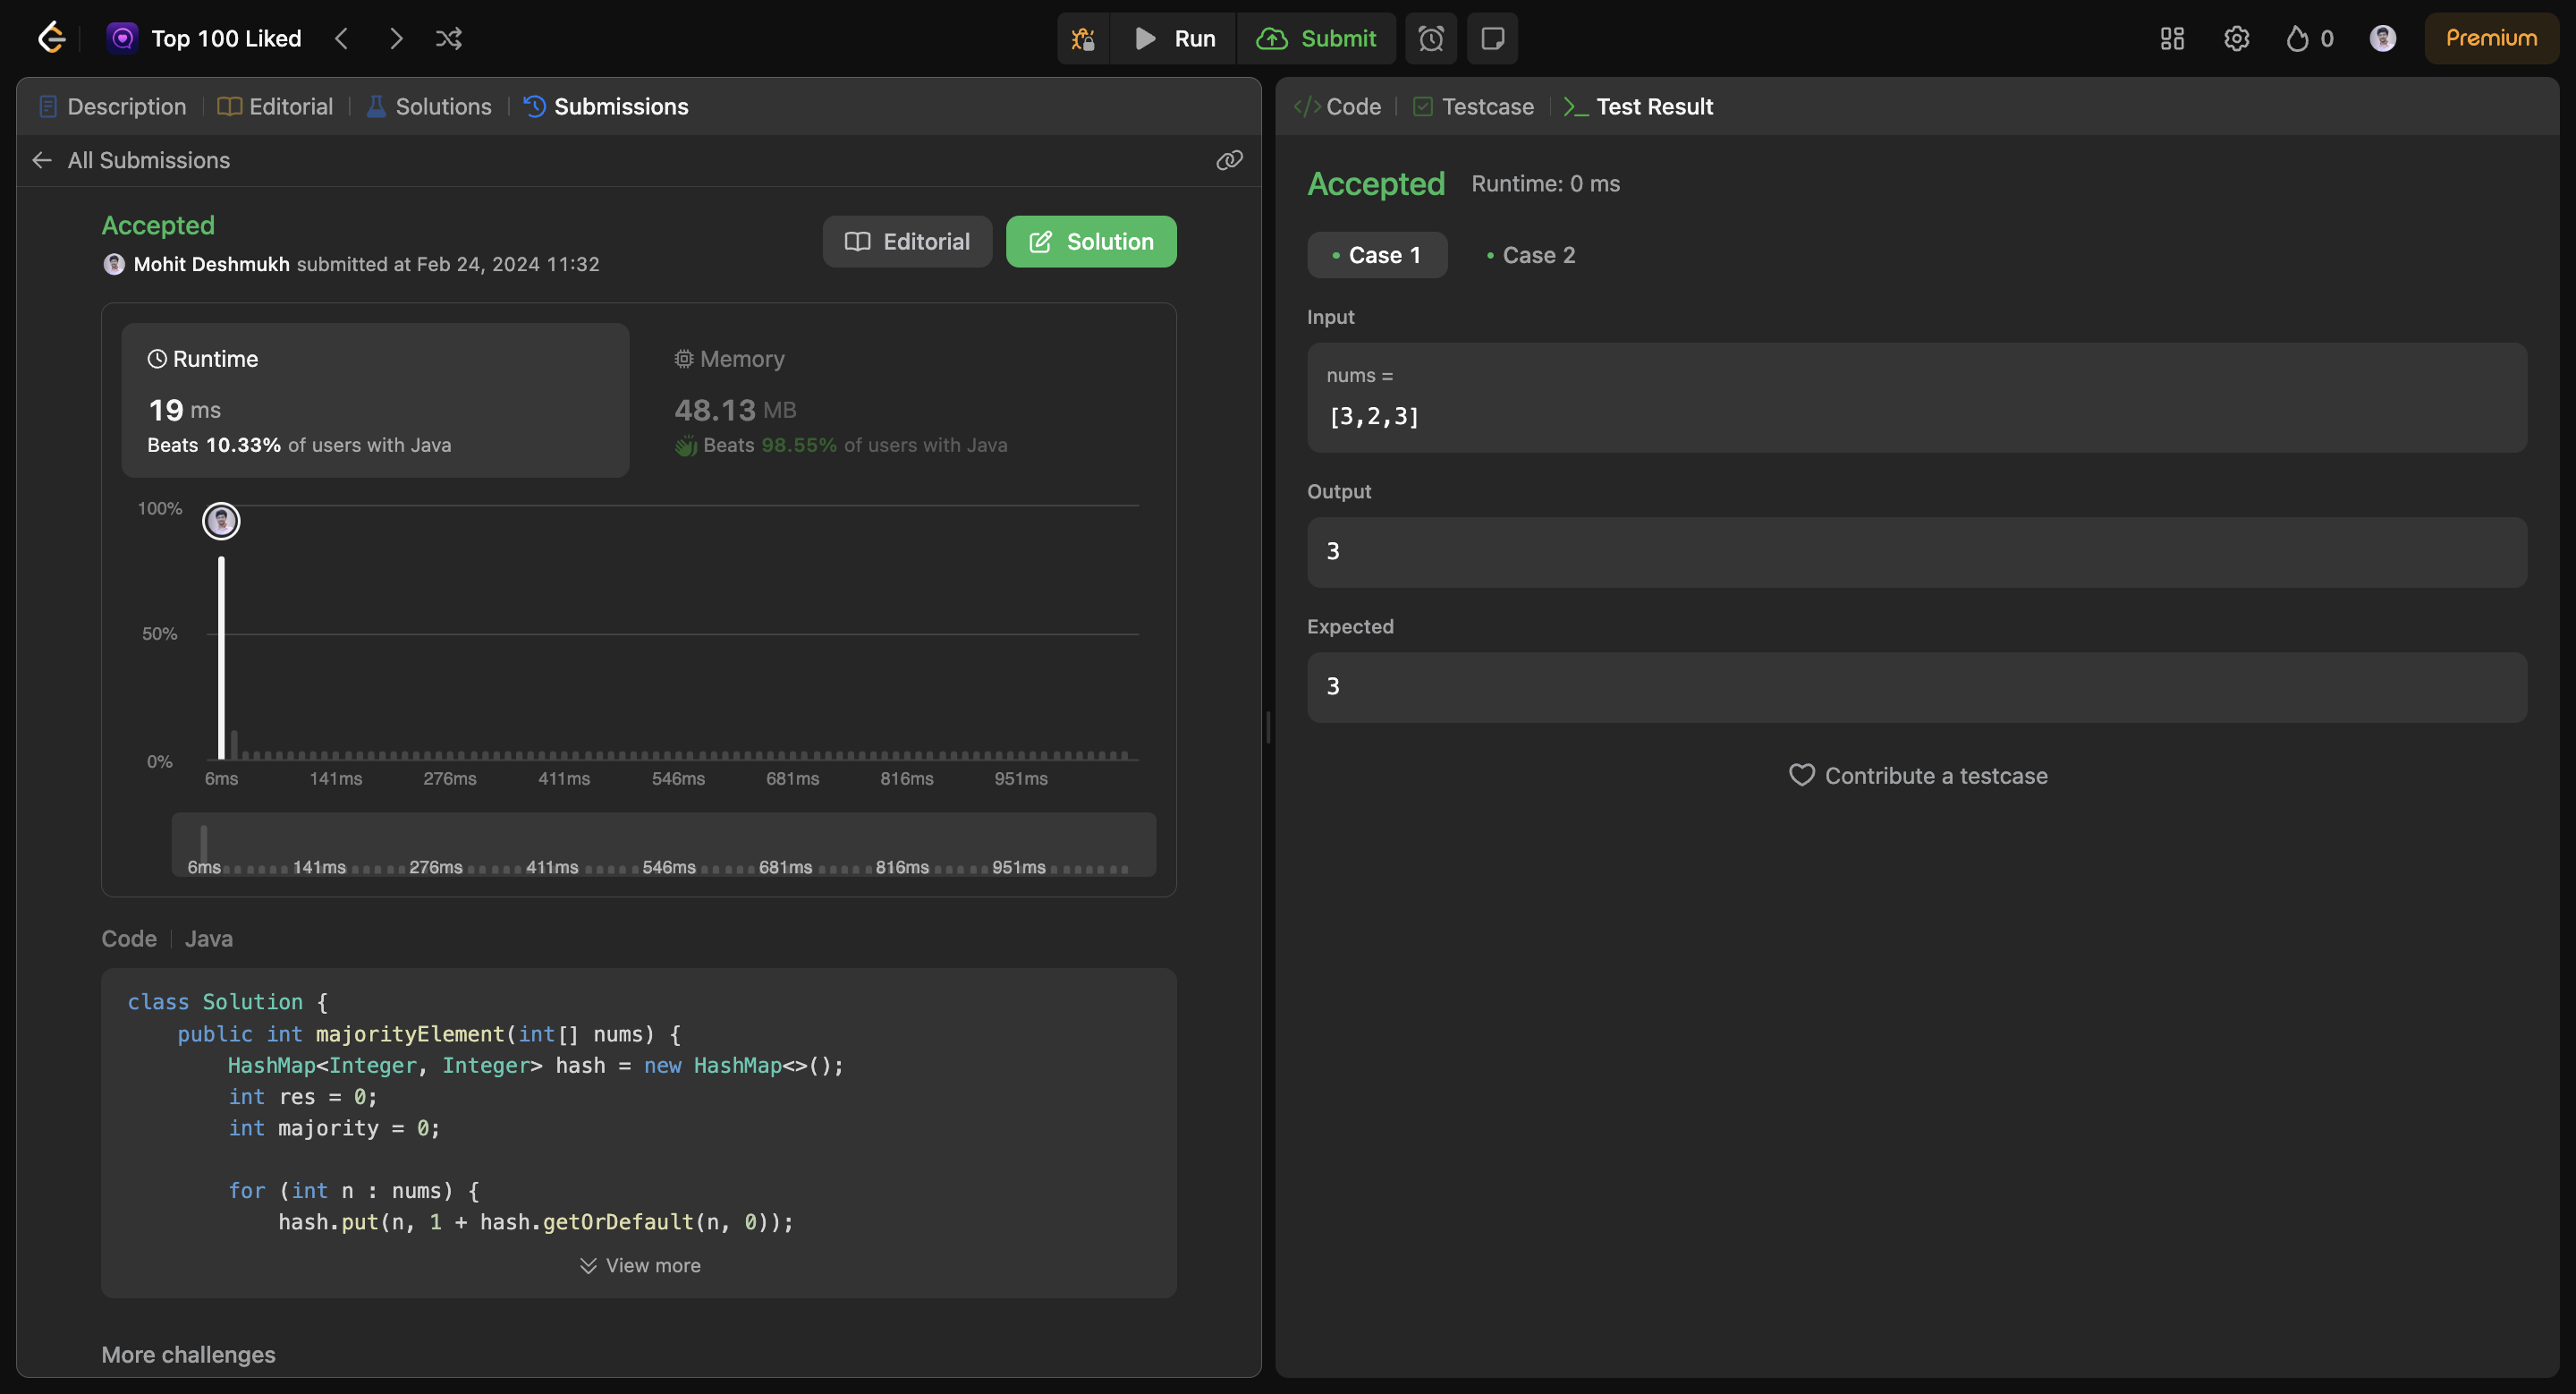 Top 100 Liked
Run
Submit
0
Premium
Description
Editorial
Solutions
Submissions
All Submissions
Accepted
Mohit Deshmukh submitted at Feb 24, 2024 11:32
Editorial
Solution
Runtime
19 ms
Beats 10.33% of users with Java
Memory
48.13 MB
Beats 98.55% of users with Java
100%
50%
0%
6ms 141ms 276ms 411ms 546ms 681ms 816ms 951ms
6ms 141ms 276ms 411ms 546ms 681ms 816ms 951ms
Code
Java
class Solution {
    public int majorityElement(int[] nums) {
        HashMap<Integer, Integer> hash = new HashMap<>();
        int res = 0;
        int majority = 0;

        for (int n : nums) {
            hash.put(n, 1 + hash.getOrDefault(n, 0));
View more
More challenges
Code
Testcase
Test Result
Accepted Runtime: 0 ms
Case 1
Case 2
Input
nums =
[3,2,3]
Output
3
Expected
3
Contribute a testcase